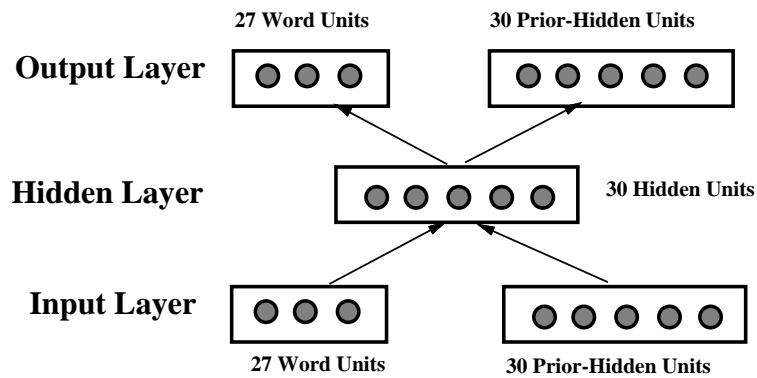 27 Word Units
30 Prior-Hidden Units
Output Layer
Hidden Layer
30 Hidden Units
Input Layer
27 Word Units
30 Prior-Hidden Units